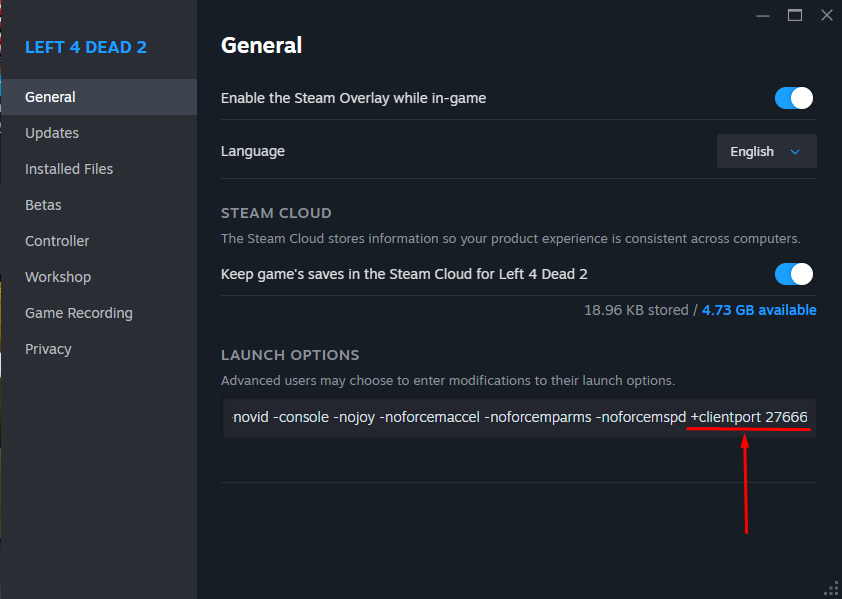 LEFT 4 DEAD 2
General
Updates
Installed Files
Betas
Controller
Workshop
Game Recording
Privacy
General
Enable the Steam Overlay while in-game
Language
English
STEAM CLOUD
The Steam Cloud stores information so your product experience is consistent across computers.
Keep game's saves in the Steam Cloud for Left 4 Dead 2
18.96 KB stored / 4.73 GB available
LAUNCH OPTIONS
Advanced users may choose to enter modifications to their launch options.
-novid -console -nojoy -noforcemaccel -noforcemparms -noforcemspd +clientport 27666